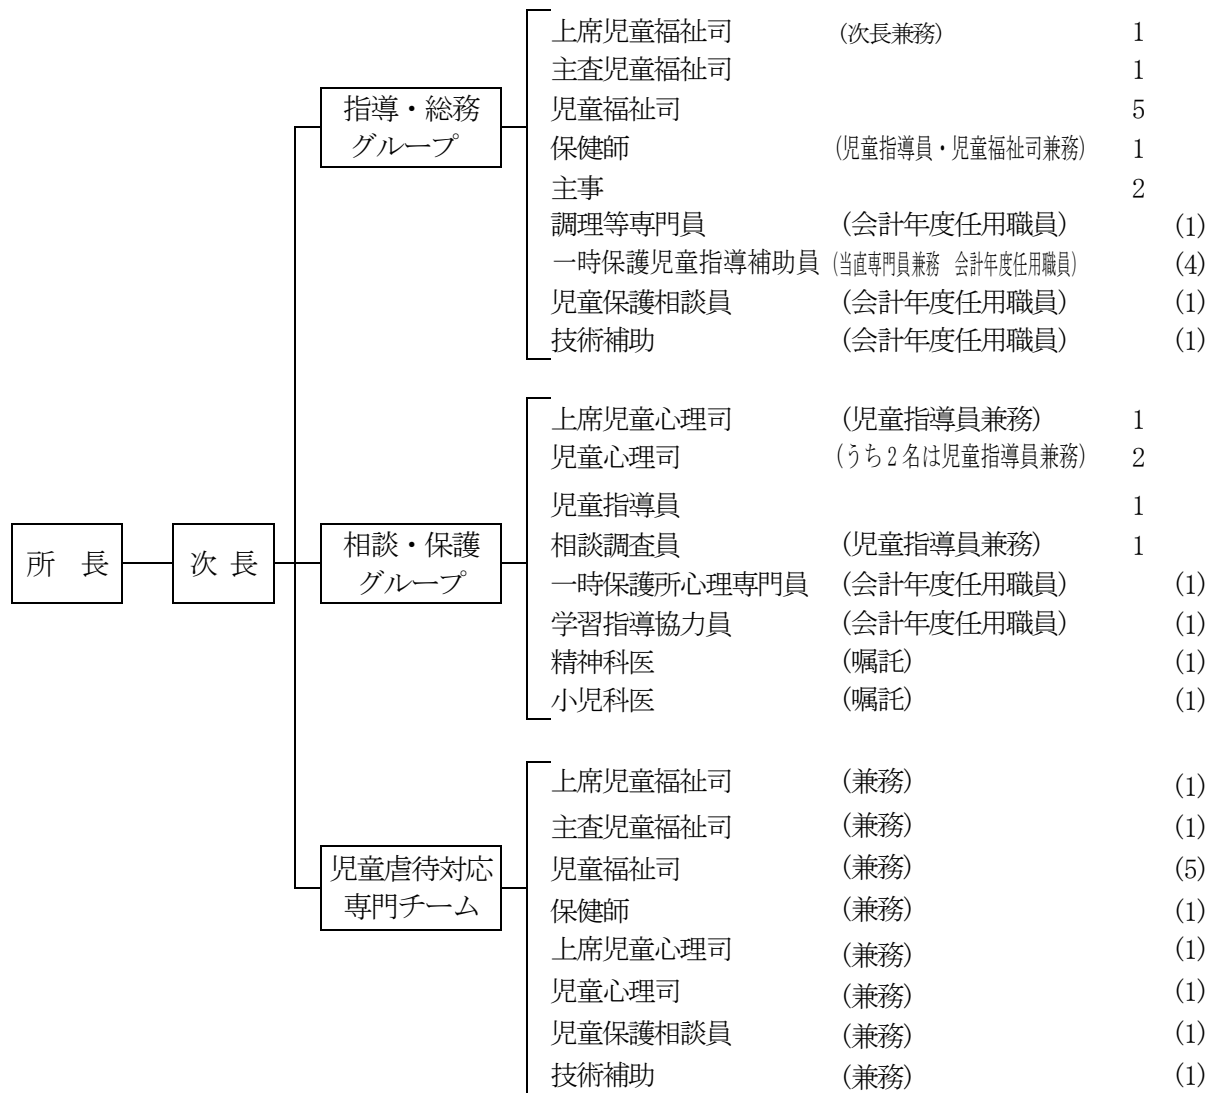 所　長
次 長
指導・総務
グループ
上席児童福祉司 (次長兼務) 1
主査児童福祉司 1
児童福祉司 5
保健師 (児童指導員・児童福祉司兼務) 1
主事 2
調理等専門員 (会計年度任用職員) (1)
一時保護児童指導補助員 (当直専門員兼務　会計年度任用職員) (4)
児童保護相談員 (会計年度任用職員) (1)
技術補助 (会計年度任用職員) (1)
相談・保護
グループ
上席児童心理司 (児童指導員兼務) 1
児童心理司 (うち2名は児童指導員兼務) 2
児童指導員 1
相談調査員 (児童指導員兼務) 1
一時保護所心理専門員 (会計年度任用職員) (1)
学習指導協力員 (会計年度任用職員) (1)
精神科医 (嘱託) (1)
小児科医 (嘱託) (1)
児童虐待対応
専門チーム
上席児童福祉司 (兼務) (1)
主査児童福祉司 (兼務) (1)
児童福祉司 (兼務) (5)
保健師 (兼務) (1)
上席児童心理司 (兼務) (1)
児童心理司 (兼務) (1)
児童保護相談員 (兼務) (1)
技術補助 (兼務) (1)